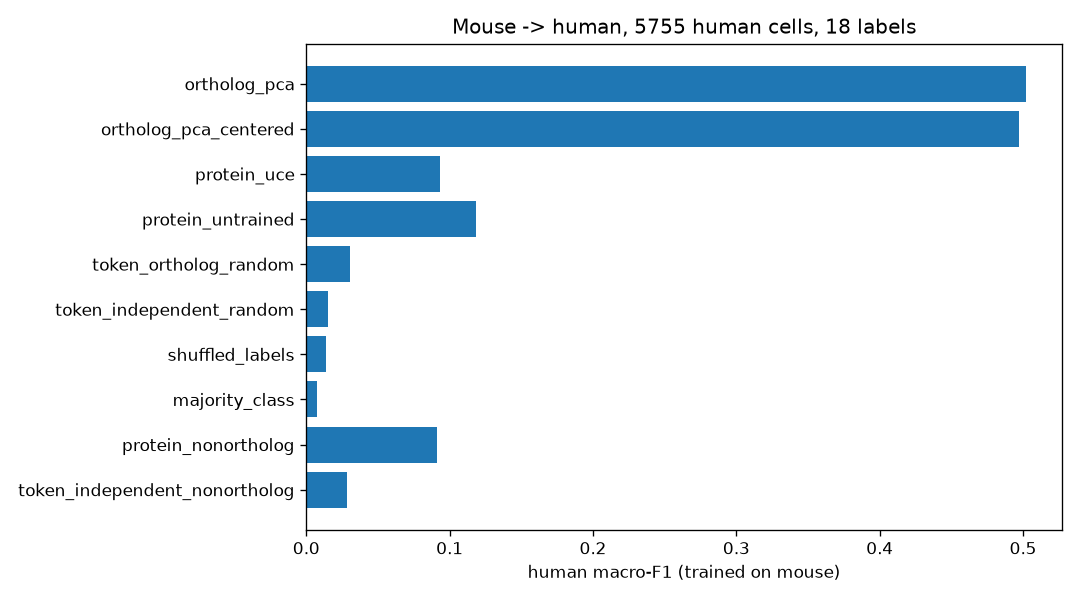 Mouse -> human, 5755 human cells, 18 labels
ortholog_pca
ortholog_pca_centered
protein_uce
protein_untrained
token_ortholog_random
token_independent_random
shuffled_labels
majority_class
protein_nonortholog
token_independent_nonortholog
0.0 0.1 0.2 0.3 0.4 0.5
human macro-F1 (trained on mouse)